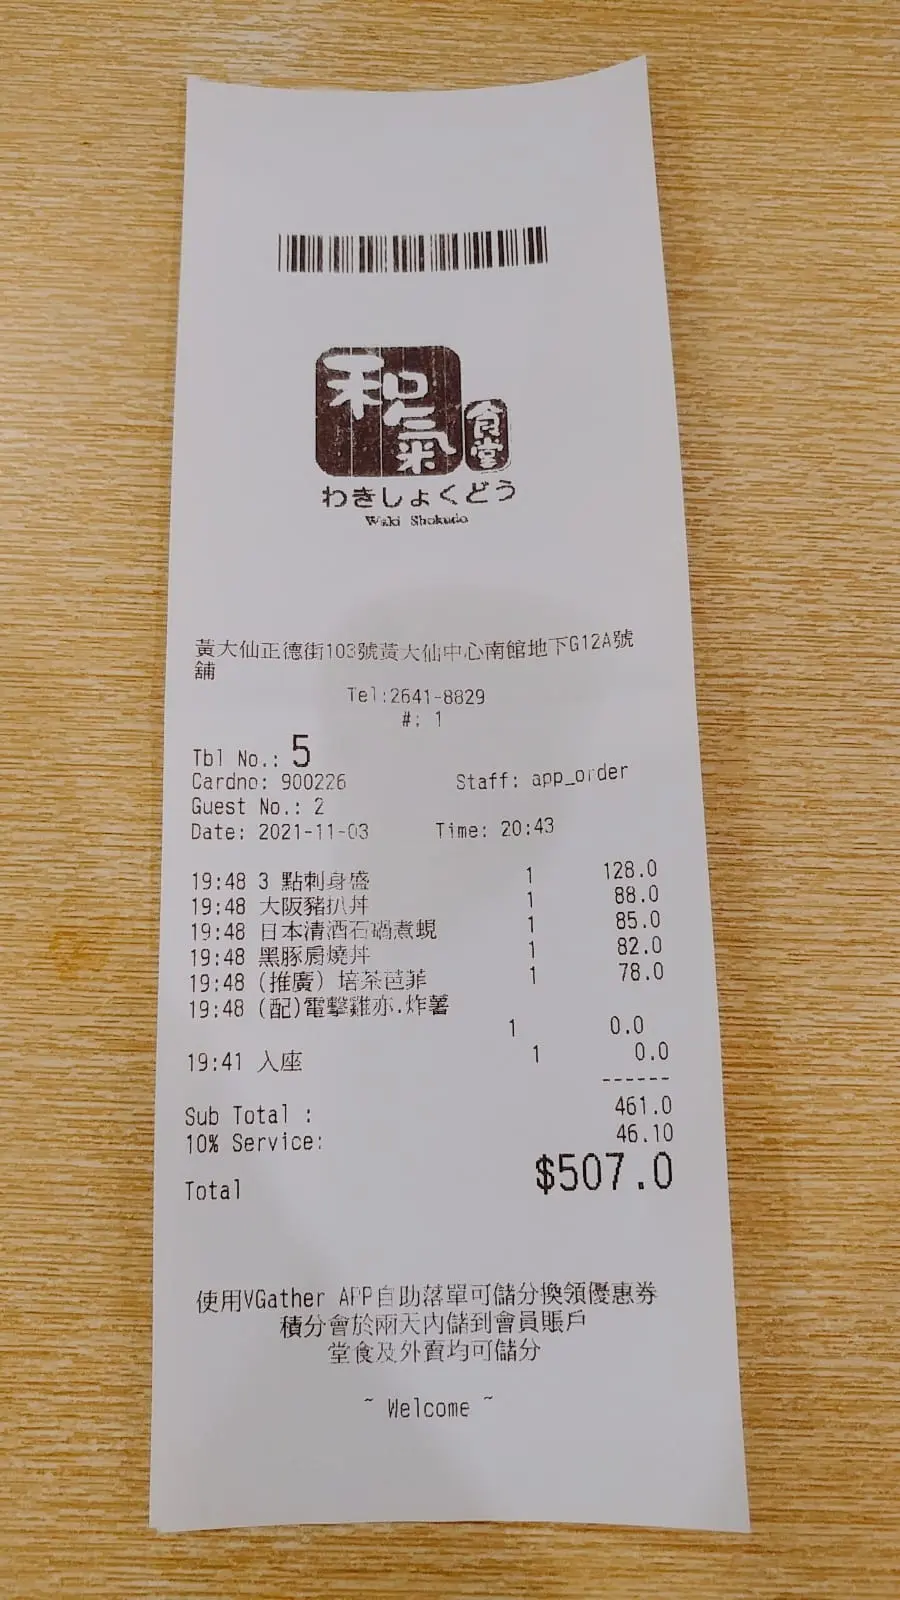 和氣
食堂
わきしょくどう
Waki Shokudo
黃大仙正德街103號黃大仙中心南館地下G12A號
舖
Tel:2641-8829
#: 1
Tbl No.: 5
Cardno: 900226 Staff: app_order
Guest No.: 2
Date: 2021-11-03 Time: 20:43
19:48 3 點刺身盛 1 128.0
19:48 大阪豬扒丼 1 88.0
19:48 日本清酒石鍋煮蜆 1 85.0
19:48 黑豚肩燒丼 1 82.0
19:48 (推廣) 培茶芭菲 1 78.0
19:48 (配)電擊雞亦.炸薯
1 0.0
19:41 入座 1 0.0
------
Sub Total : 461.0
10% Service: 46.10
Total $507.0
使用VGather APP自助落單可儲分換領優惠券
積分會於兩天內儲到會員賬戶
堂食及外賣均可儲分
~ Welcome ~